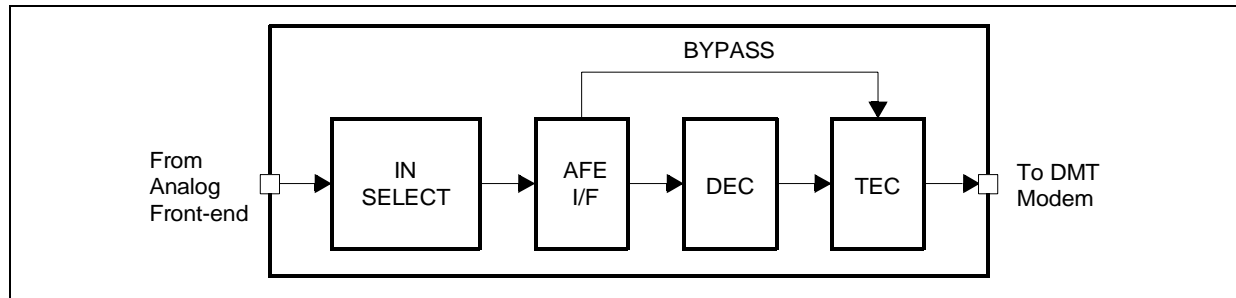 BYPASS
From
Analog
Front-end
IN
SELECT
AFE
I/F
DEC
TEC
To DMT
Modem